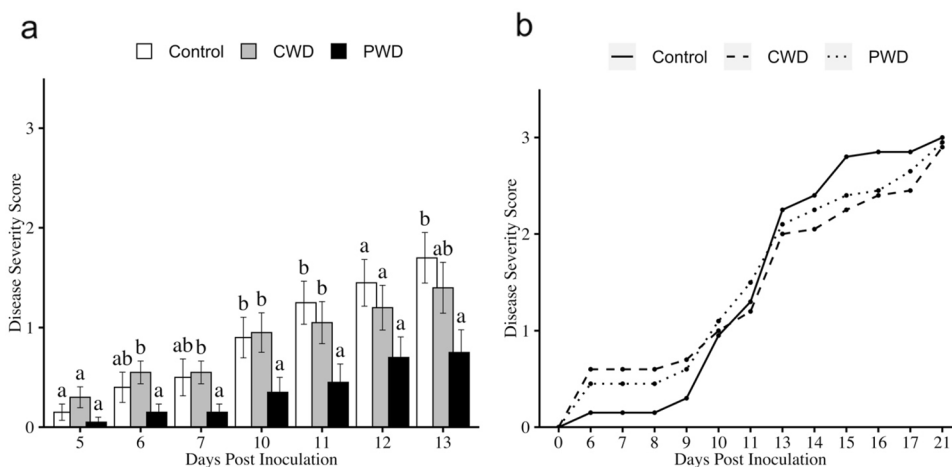 a
Control CWD PWD
Disease Severity Score
3
2
1
0
a a a
ab b a
ab b a
b b a
b b a
a a a
b ab a
5 6 7 10 11 12 13
Days Post Inoculation
b
Control CWD PWD
Disease Severity Score
3
2
1
0
0 6 7 8 9 10 11 13 14 15 16 17 21
Days Post Inoculation